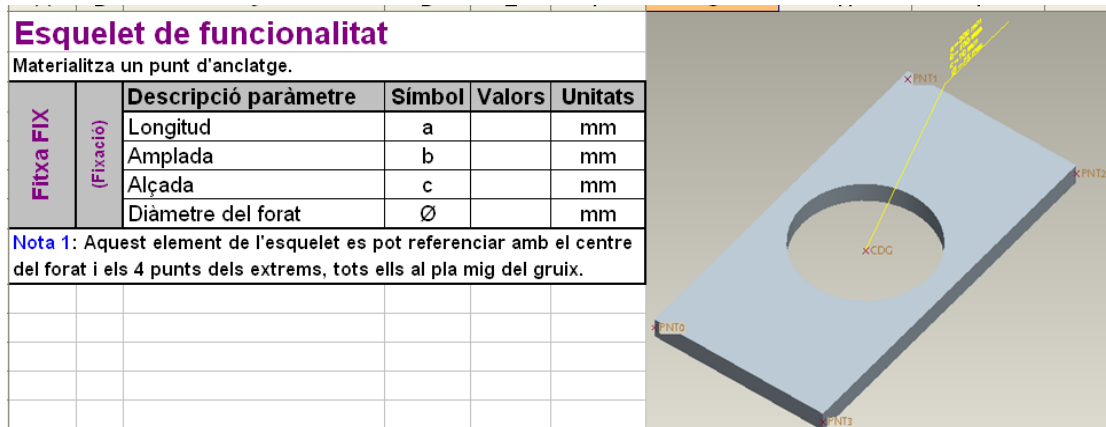 Esquelet de funcionalitat
Materialitza un punt d'anclatge.
Fitxa FIX
(Fixació)
Descripció paràmetre Símbol Valors Unitats
Longitud a mm
Amplada b mm
Alçada c mm
Diàmetre del forat Ø mm
Nota 1: Aquest element de l'esquelet es pot referenciar amb el centre
del forat i els 4 punts dels extrems, tots ells al pla mig del gruix.
PNT1
PNT2
CDG
PNT0
PNT3